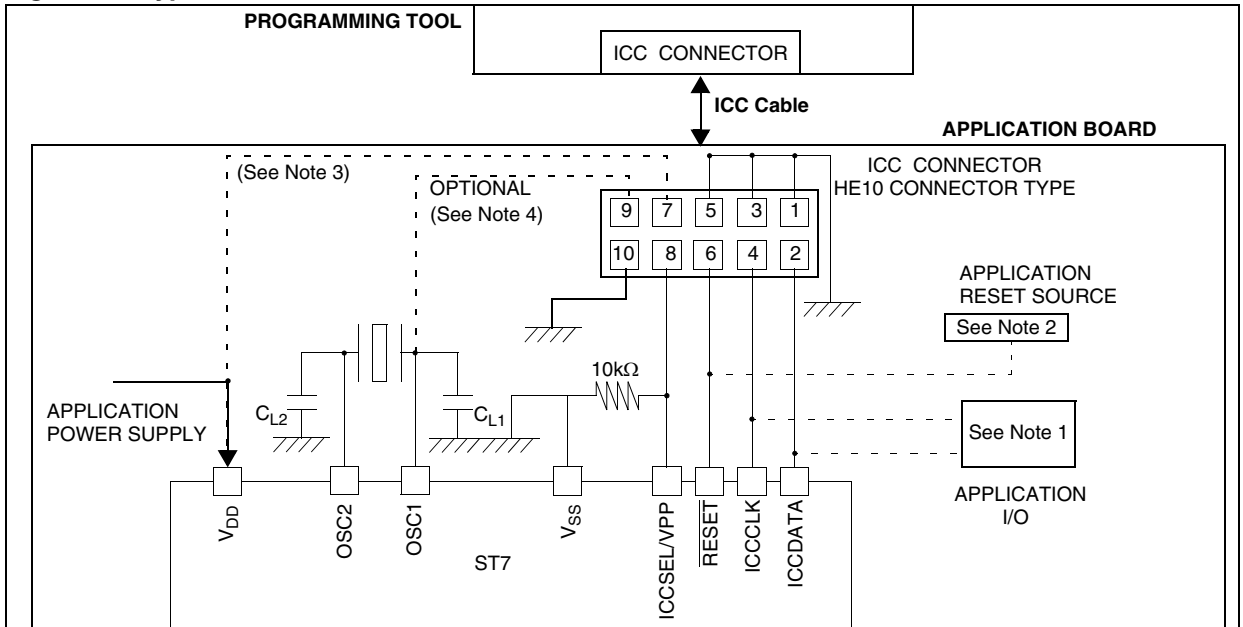 PROGRAMMING TOOL
ICC CONNECTOR
ICC Cable
APPLICATION BOARD
(See Note 3)
OPTIONAL
(See Note 4)
ICC CONNECTOR
HE10 CONNECTOR TYPE
9 7 5 3 1
10 8 6 4 2
APPLICATION
RESET SOURCE
See Note 2
10kΩ
APPLICATION
POWER SUPPLY
CL2
CL1
See Note 1
APPLICATION
I/O
VDD
OSC2
OSC1
VSS
ICCSEL/VPP
RESET
ICCCLK
ICCDATA
ST7